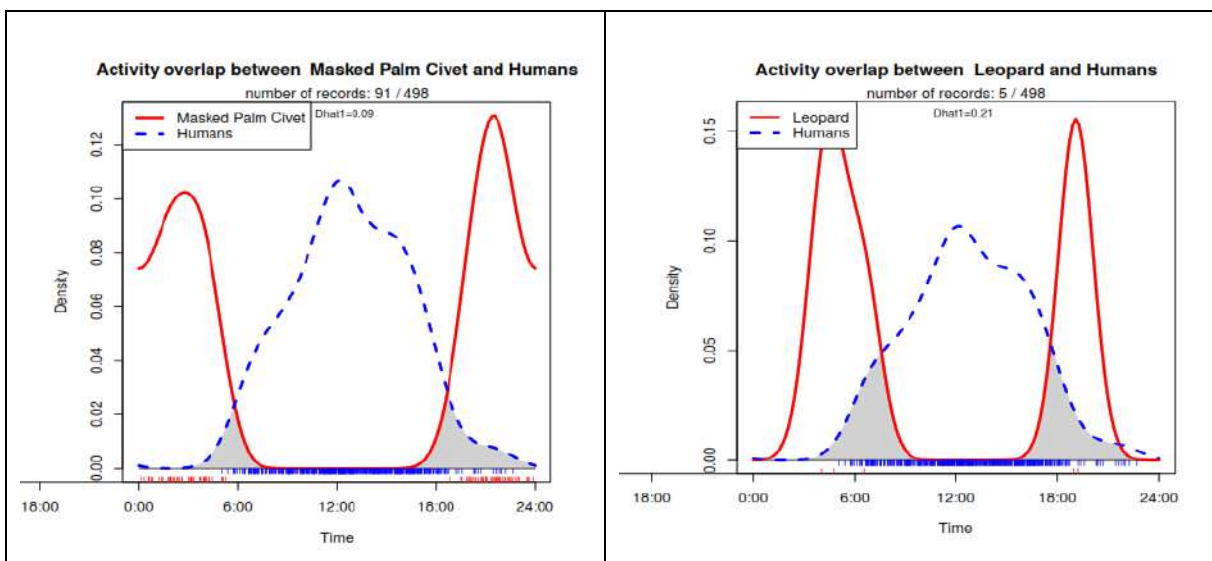 Activity overlap between Masked Palm Civet and Humans
number of records: 91 / 498
Masked Palm Civet
Humans
Dhat1=0.09
0.12
0.10
0.08
0.06
0.04
0.02
0.00
Density
18:00
0:00
6:00
12:00
18:00
24:00
Time
Activity overlap between Leopard and Humans
number of records: 5 / 498
Leopard
Humans
Dhat1=0.21
0.15
0.10
0.05
0.00
Density
18:00
0:00
6:00
12:00
18:00
24:00
Time